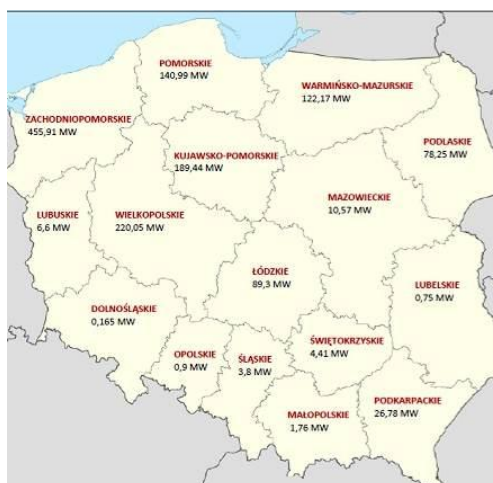 POMORSKIE
140,99 MW
WARMIŃSKO-MAZURSKIE
122,17 MW
ZACHODNIOPOMORSKIE
455,91 MW
PODLASKIE
78,25 MW
KUJAWSKO-POMORSKIE
189,44 MW
MAZOWIECKIE
10,57 MW
LUBUSKIE
6,6 MW
WIELKOPOLSKIE
220,05 MW
ŁÓDZKIE
89,3 MW
LUBELSKIE
0,75 MW
DOLNOŚLĄSKIE
0,165 MW
OPOLSKIE
0,9 MW
ŚLĄSKIE
3,8 MW
ŚWIĘTOKRZYSKIE
4,41 MW
MAŁOPOLSKIE
1,76 MW
PODKARPACKIE
26,78 MW